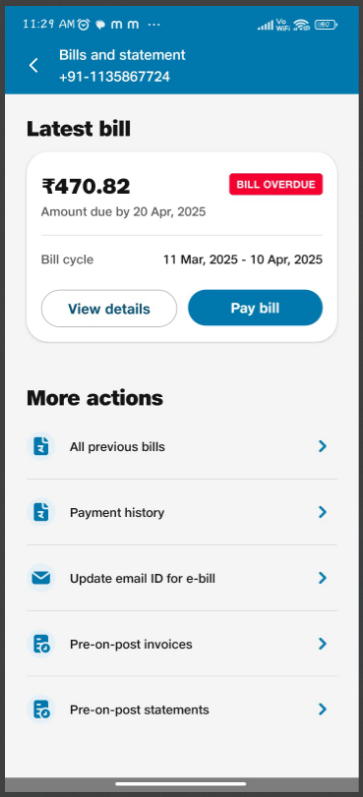 11:29 AM m m ...
Vo WiFi
Bills and statement
+91-1135867724
Latest bill
₹470.82 BILL OVERDUE
Amount due by 20 Apr, 2025
Bill cycle 11 Mar, 2025 - 10 Apr, 2025
View details Pay bill
More actions
All previous bills
Payment history
Update email ID for e-bill
Pre-on-post invoices
Pre-on-post statements